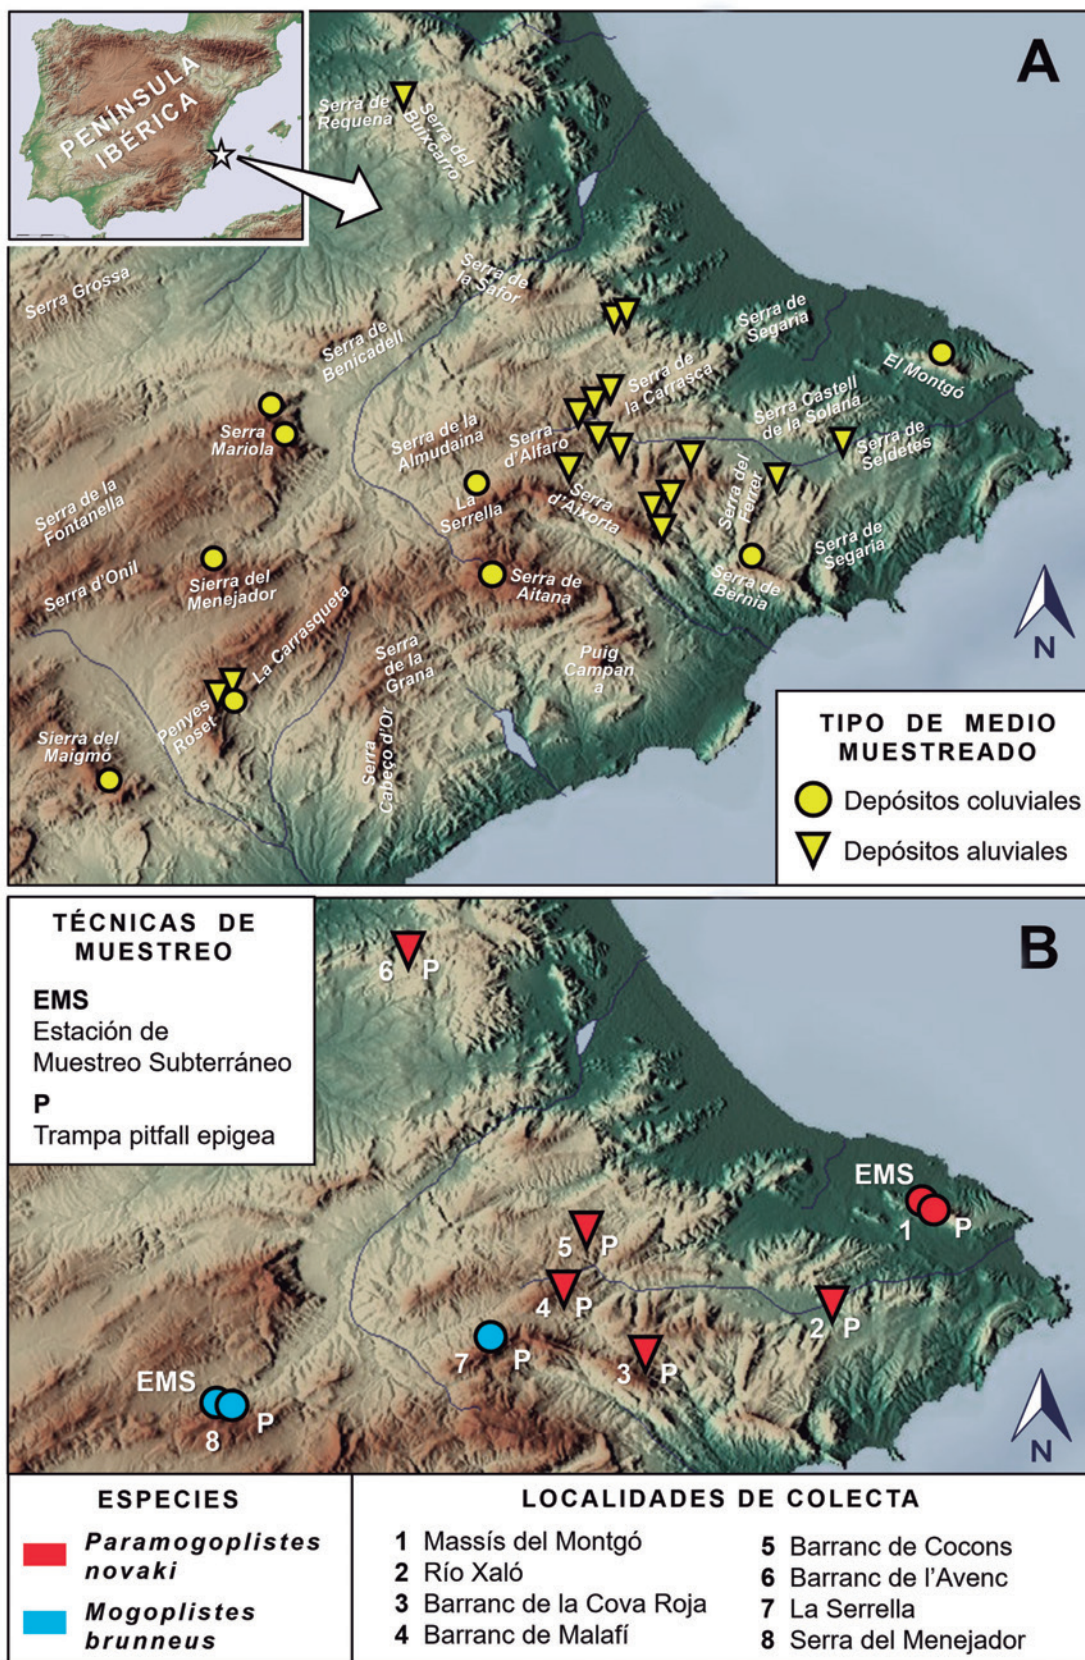 PENÍNSULA
IBÉRICA
A
Serra de
Requena
Serra del
Buixcarro
Serra Grossa
Serra de
la Safor
Serra de
Benicadell
Serra de
Segaria
El Montgó
Serra de
la Carrasca
Serra Castell
de la Solana
Serra de
Seldetes
Serra
Mariola
Serra de la
Almudaina
Serra
d'Alfaro
Serra de la
Fontanella
La
Serrella
Serra
d'Aixorta
Serra del
Ferrer
Serra de
Segaria
Serra d'Onil
Sierra del
Menejador
Serra de
Aitana
Serra de
Bernia
La Carrasqueta
Serra
de la
Grana
Puig
Campan
a
Penyes
Roset
Sierra del
Maigmó
Serra
Cabeço d'Or
N
TIPO DE MEDIO
MUESTREADO
Depósitos coluviales
Depósitos aluviales
TÉCNICAS DE
MUESTREO
EMS
Estación de
Muestreo Subterráneo
P
Trampa pitfall epigea
B
6 P
EMS
1 P
5 P
4 P
2 P
7 P
3 P
EMS
8 P
N
ESPECIES
Paramogoplistes
novaki
Mogoplistes
brunneus
LOCALIDADES DE COLECTA
1 Massís del Montgó
2 Río Xaló
3 Barranc de la Cova Roja
4 Barranc de Malafí
5 Barranc de Cocons
6 Barranc de l'Avenc
7 La Serrella
8 Serra del Menejador